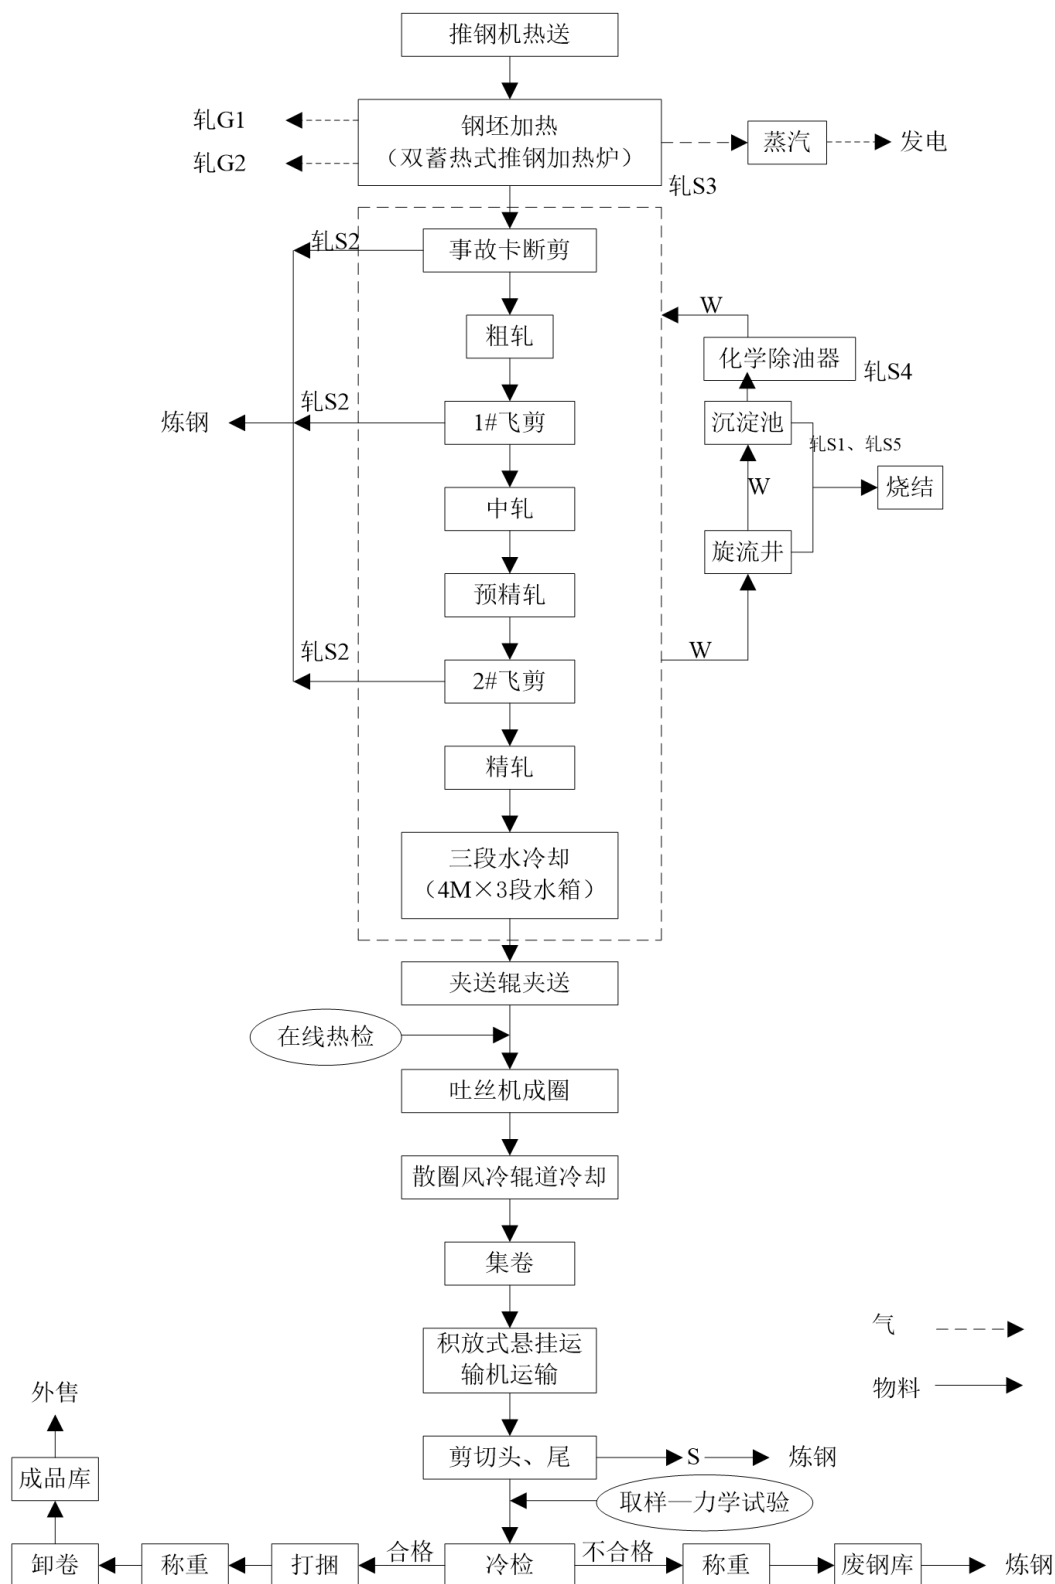 推钢机热送
轧G1
轧G2
钢坯加热
（双蓄热式推钢加热炉）
蒸汽
发电
轧S3
轧S2
事故卡断剪
W
粗轧
化学除油器
轧S4
炼钢
轧S2
1#飞剪
沉淀池
轧S1、轧S5
中轧
W
烧结
旋流井
预精轧
轧S2
2#飞剪
W
精轧
三段水冷却
（4M×3段水箱）
夹送辊夹送
在线热检
吐丝机成圈
散圈风冷辊道冷却
集卷
积放式悬挂运
输机运输
气
物料
外售
剪切头、尾
S
炼钢
成品库
取样—力学试验
卸卷
称重
打捆
合格
冷检
不合格
称重
废钢库
炼钢